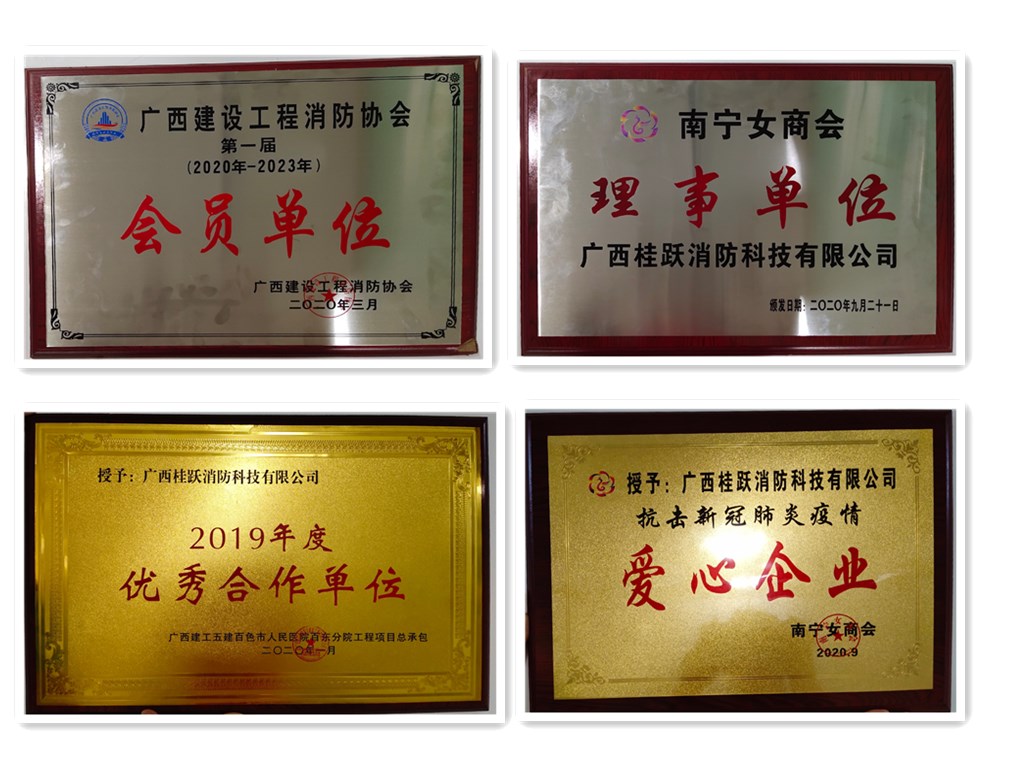 广西建设工程消防协会
第一届
(2020年-2023年)
会员单位
广西建设工程消防协会
二〇二〇年三月
南宁女商会
理事单位
广西桂跃消防科技有限公司
颁发日期：二〇二〇年九月二十一日
授予：广西桂跃消防科技有限公司
2019年度
优秀合作单位
广西建工五建百色市人民医院百东分院工程项目总承包
二〇二〇年一月
授予：广西桂跃消防科技有限公司
抗击新冠肺炎疫情
爱心企业
南宁女商会
2020.9